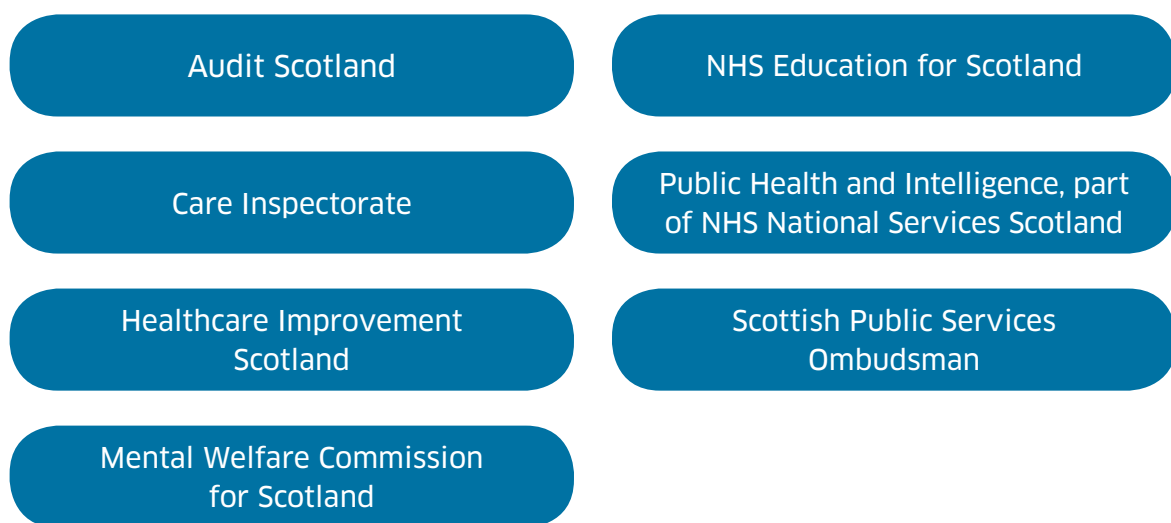 Audit Scotland
Care Inspectorate
Healthcare Improvement
Scotland
Mental Welfare Commission
for Scotland
NHS Education for Scotland
Public Health and Intelligence, part
of NHS National Services Scotland
Scottish Public Services
Ombudsman